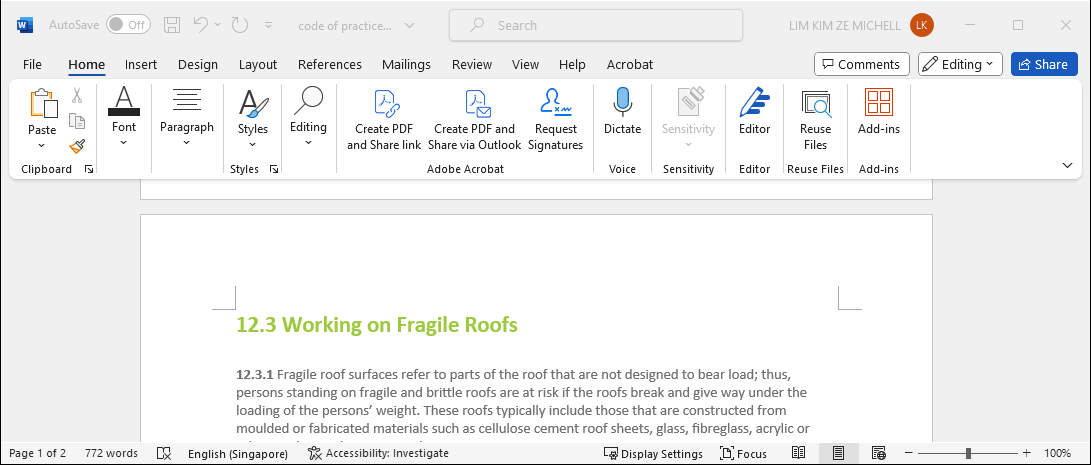 AutoSave Off code of practice... Search LIM KIM ZE MICHELL LK
File Home Insert Design Layout References Mailings Review View Help Acrobat Comments Editing Share
Paste Font Paragraph Styles Editing Create PDF and Share link Create PDF and Share via Outlook Request Signatures Dictate Sensitivity Editor Reuse Files Add-ins
Clipboard Styles Adobe Acrobat Voice Sensitivity Editor Reuse Files Add-ins
12.3 Working on Fragile Roofs
12.3.1 Fragile roof surfaces refer to parts of the roof that are not designed to bear load; thus,
persons standing on fragile and brittle roofs are at risk if the roofs break and give way under the
loading of the persons’ weight. These roofs typically include those that are constructed from
moulded or fabricated materials such as cellulose cement roof sheets, glass, fibreglass, acrylic or
Page 1 of 2 772 words English (Singapore) Accessibility: Investigate Display Settings Focus 100%